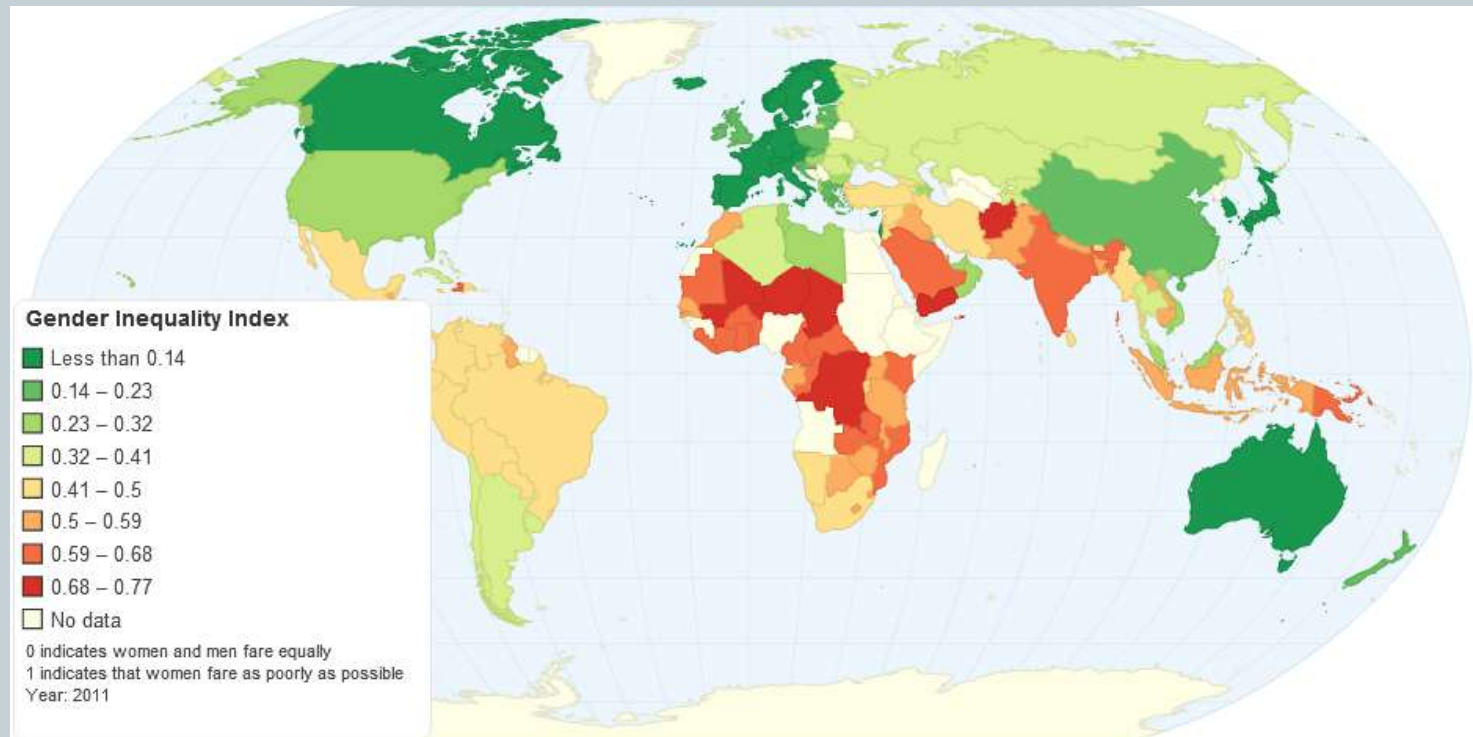 Gender Inequality Index
Less than 0.14
0.14 – 0.23
0.23 – 0.32
0.32 – 0.41
0.41 – 0.5
0.5 – 0.59
0.59 – 0.68
0.68 – 0.77
No data
0 indicates women and men fare equally
1 indicates that women fare as poorly as possible
Year: 2011